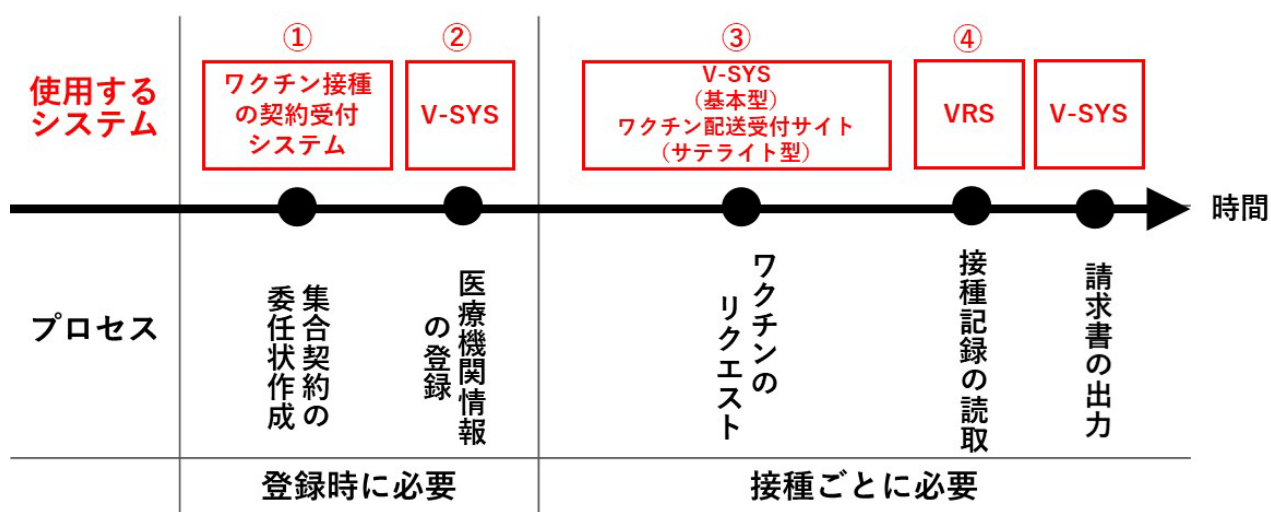 ①
②
③
④
使用する
システム
ワクチン接種
の契約受付
システム
V-SYS
V-SYS
（基本型）
ワクチン配送受付サイト
（サテライト型）
VRS
V-SYS
時間
プロセス
集合契約の
委任状作成
医療機関情報
の登録
ワクチンの
リクエスト
接種記録の読取
請求書の出力
登録時に必要
接種ごとに必要